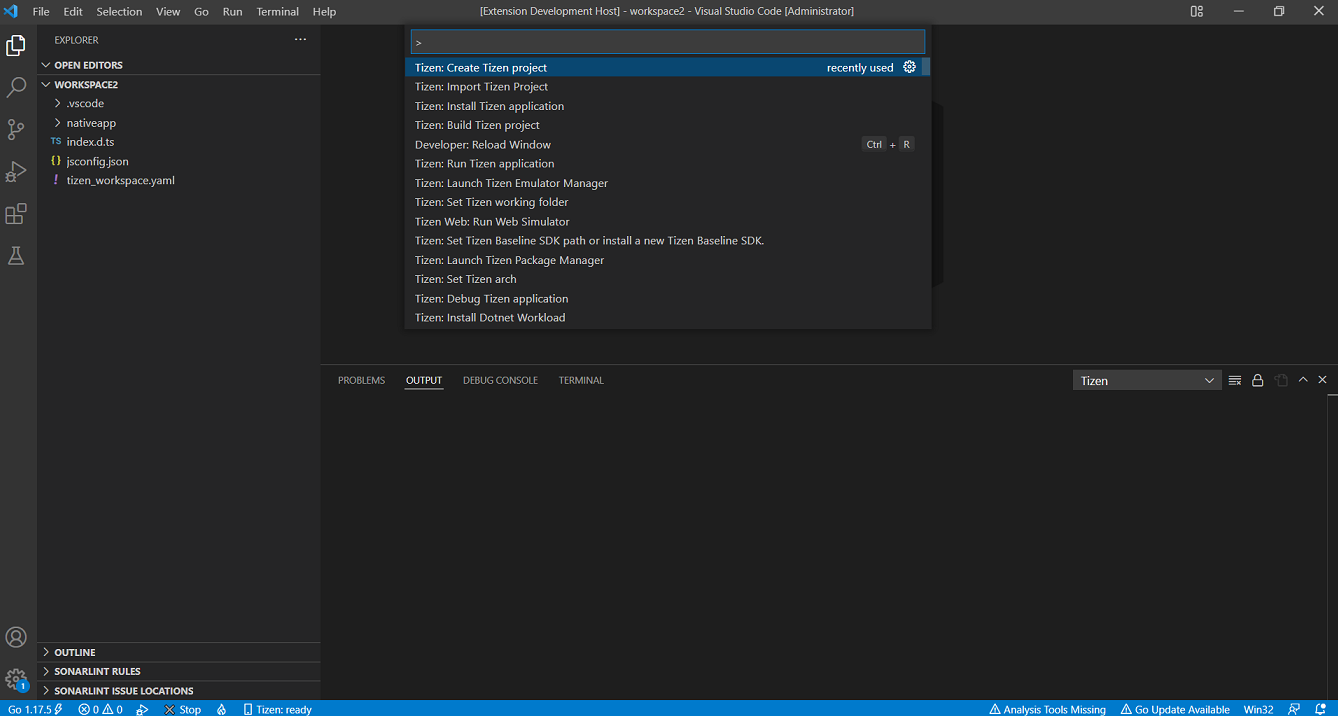 File Edit Selection View Go Run Terminal Help [Extension Development Host] - workspace2 - Visual Studio Code [Administrator]
EXPLORER ...
OPEN EDITORS
WORKSPACE2
.vscode
nativeapp
TS index.d.ts
{} jsconfig.json
! tizen_workspace.yaml
>
Tizen: Create Tizen project recently used
Tizen: Import Tizen Project
Tizen: Install Tizen application
Tizen: Build Tizen project
Developer: Reload Window Ctrl + R
Tizen: Run Tizen application
Tizen: Launch Tizen Emulator Manager
Tizen: Set Tizen working folder
Tizen Web: Run Web Simulator
Tizen: Set Tizen Baseline SDK path or install a new Tizen Baseline SDK.
Tizen: Launch Tizen Package Manager
Tizen: Set Tizen arch
Tizen: Debug Tizen application
Tizen: Install Dotnet Workload
PROBLEMS OUTPUT DEBUG CONSOLE TERMINAL Tizen
OUTLINE
SONARLINT RULES
1
SONARLINT ISSUE LOCATIONS
Go 1.17.5 0 0 Stop Tizen: ready Analysis Tools Missing Go Update Available Win32